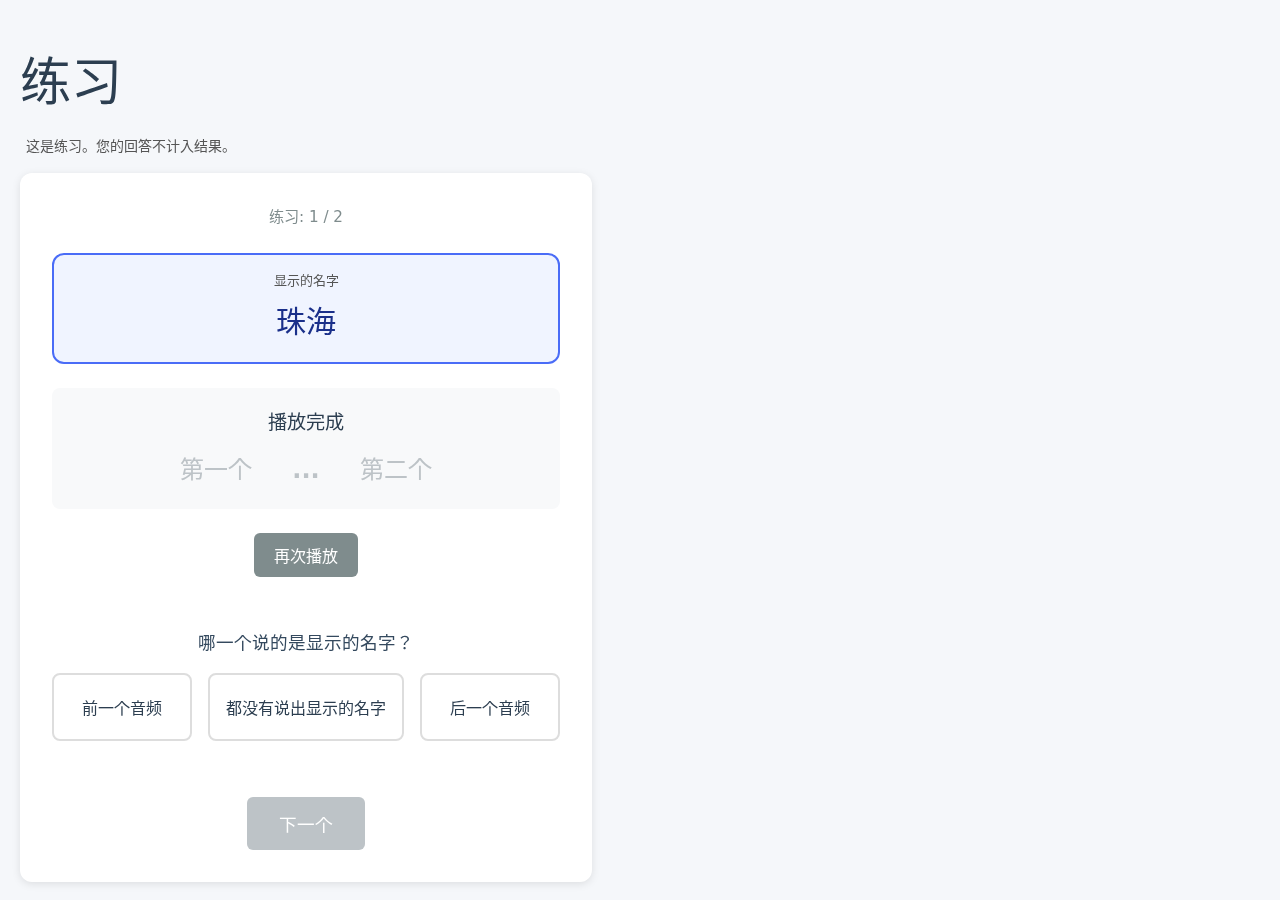 练习
这是练习。您的回答不计入结果。
练习: 1 / 2
显示的名字
珠海
播放完成
第一个 ... 第二个
再次播放
哪一个说的是显示的名字？
前一个音频 都没有说出显示的名字 后一个音频
下一个